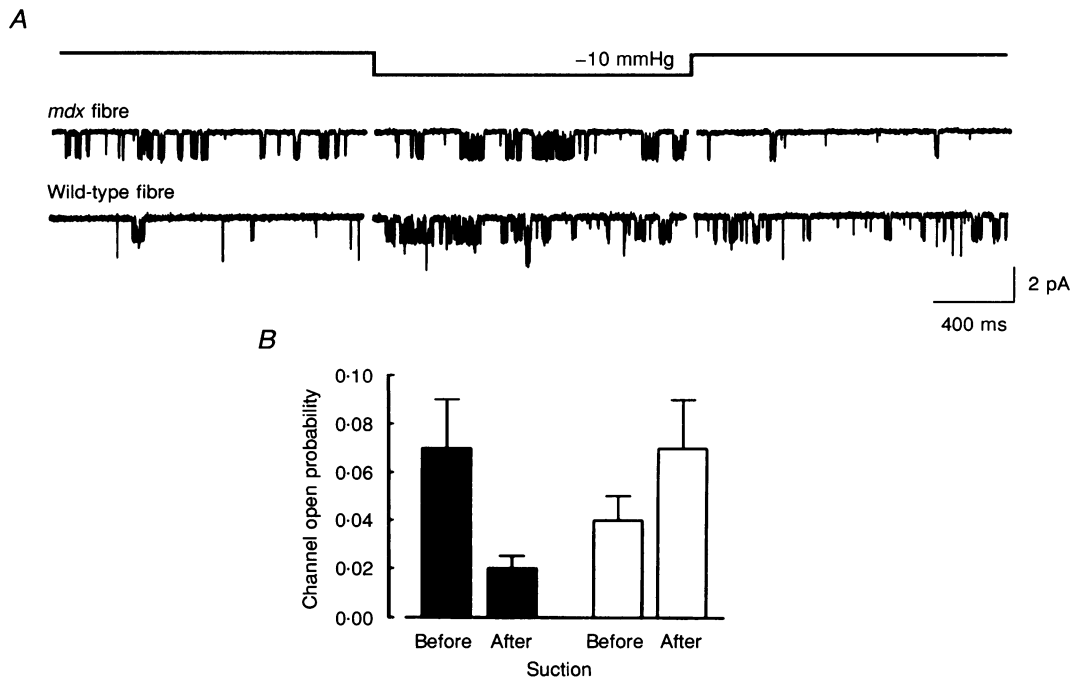 A
−10 mmHg
mdx fibre
Wild-type fibre
2 pA
400 ms
B
Channel open probability
0·10
0·08
0·06
0·04
0·02
0·00
Before After Before After
Suction